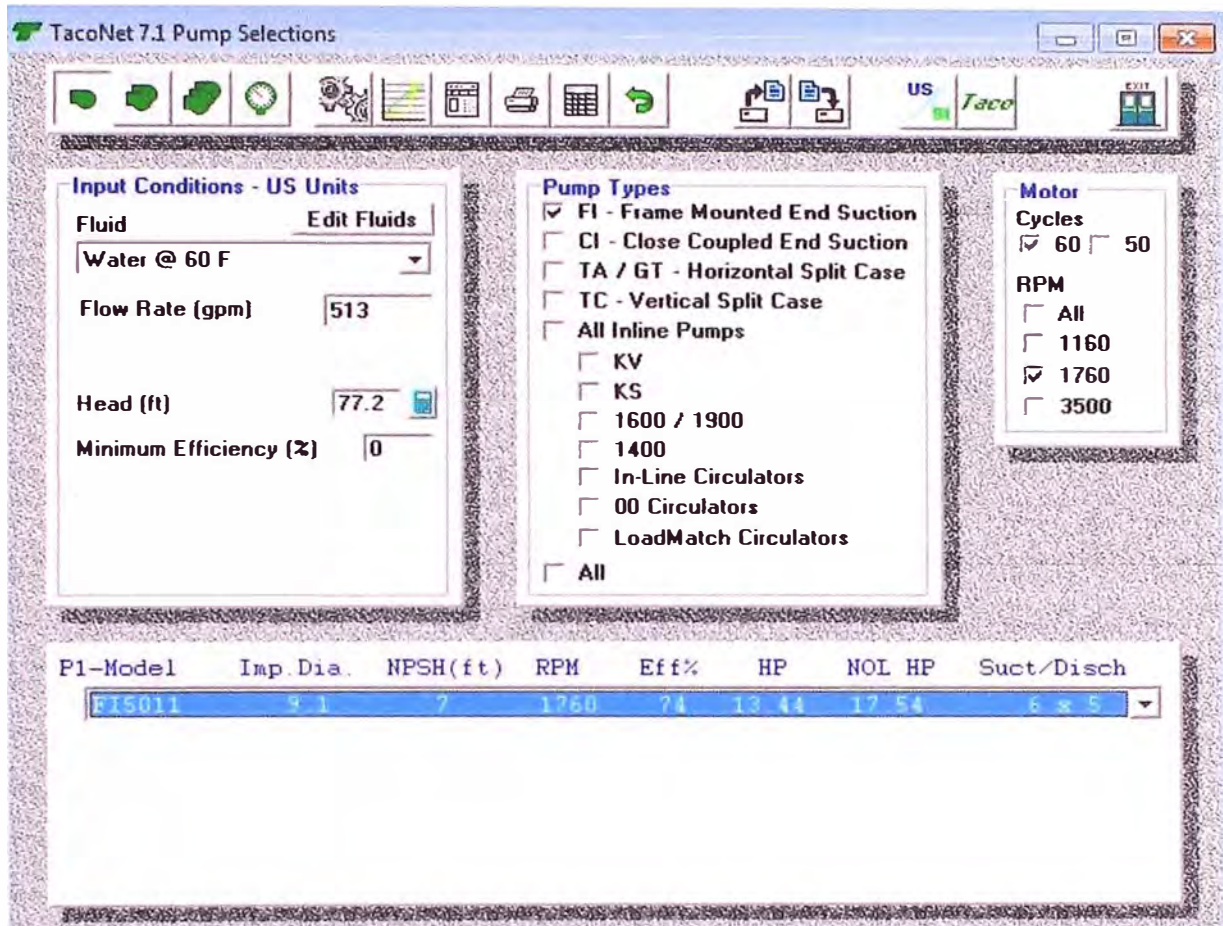 TacoNet 7.1 Pump Selections
US
SI
Taco
EXIT
Input Conditions - US Units
Fluid
Edit Fluids
Water @ 60 F
Flow Rate (gpm)
513
Head (ft)
77.2
Minimum Efficiency (%)
0
Pump Types
FI - Frame Mounted End Suction
CI - Close Coupled End Suction
TA / GT - Horizontal Split Case
TC - Vertical Split Case
All Inline Pumps
KV
KS
1600 / 1900
1400
In-Line Circulators
00 Circulators
LoadMatch Circulators
All
Motor
Cycles
60
50
RPM
All
1160
1760
3500
P1-Model Imp.Dia. NPSH(ft) RPM Eff% HP NOL HP Suct/Disch
FI5011 9.1 7 1760 74 13.44 17.54 6 x 5